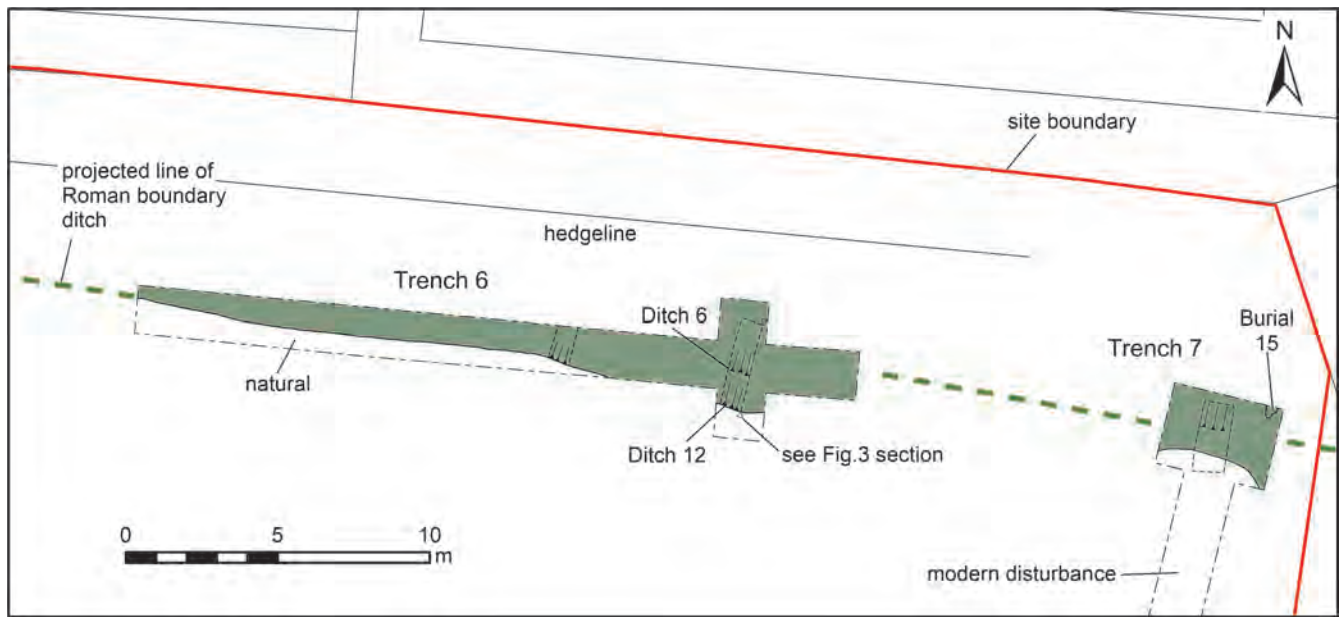 N
site boundary
projected line of
Roman boundary
ditch
hedgeline
Trench 6
Ditch 6
Burial
15
Trench 7
natural
Ditch 12
see Fig.3 section
0 5 10
m
modern disturbance